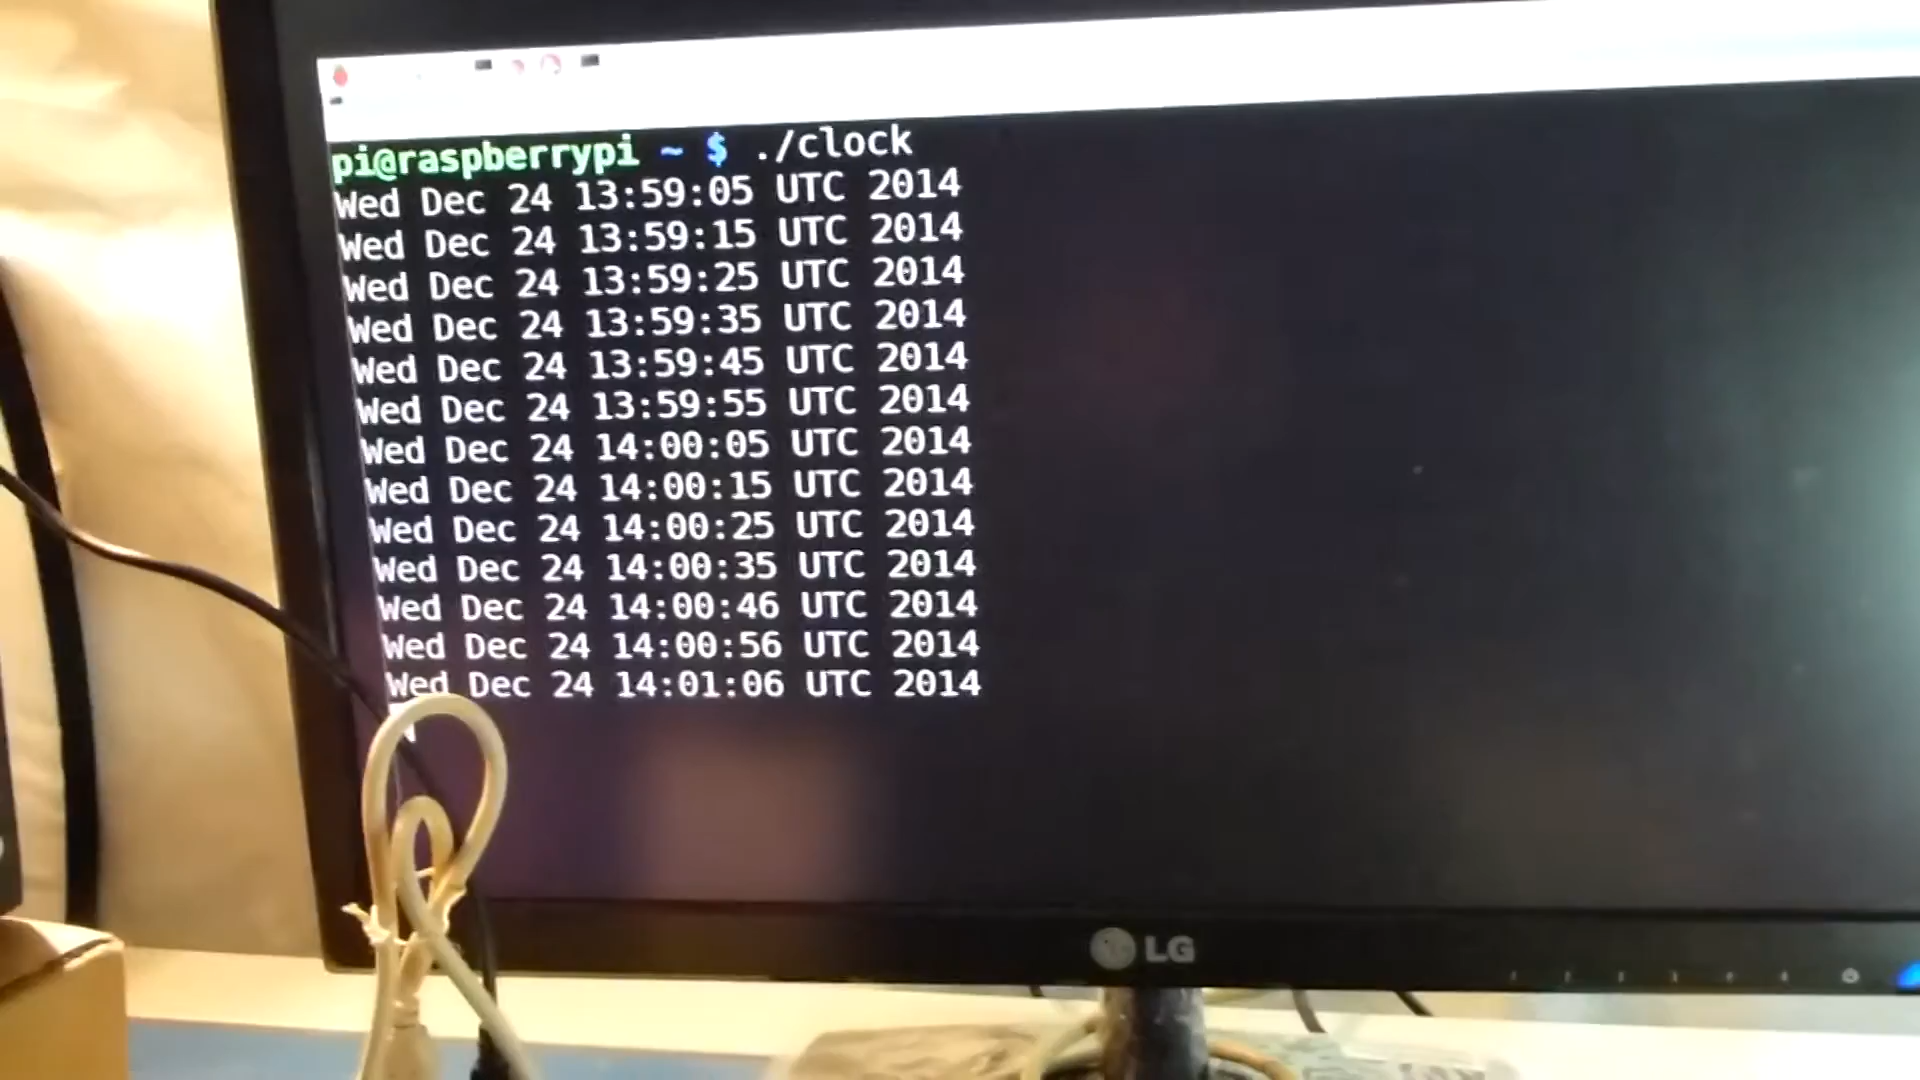 pi@raspberrypi ~ $ ./clock
Wed Dec 24 13:59:05 UTC 2014
Wed Dec 24 13:59:15 UTC 2014
Wed Dec 24 13:59:25 UTC 2014
Wed Dec 24 13:59:35 UTC 2014
Wed Dec 24 13:59:45 UTC 2014
Wed Dec 24 13:59:55 UTC 2014
Wed Dec 24 14:00:05 UTC 2014
Wed Dec 24 14:00:15 UTC 2014
Wed Dec 24 14:00:25 UTC 2014
Wed Dec 24 14:00:35 UTC 2014
Wed Dec 24 14:00:46 UTC 2014
Wed Dec 24 14:00:56 UTC 2014
Wed Dec 24 14:01:06 UTC 2014
LG